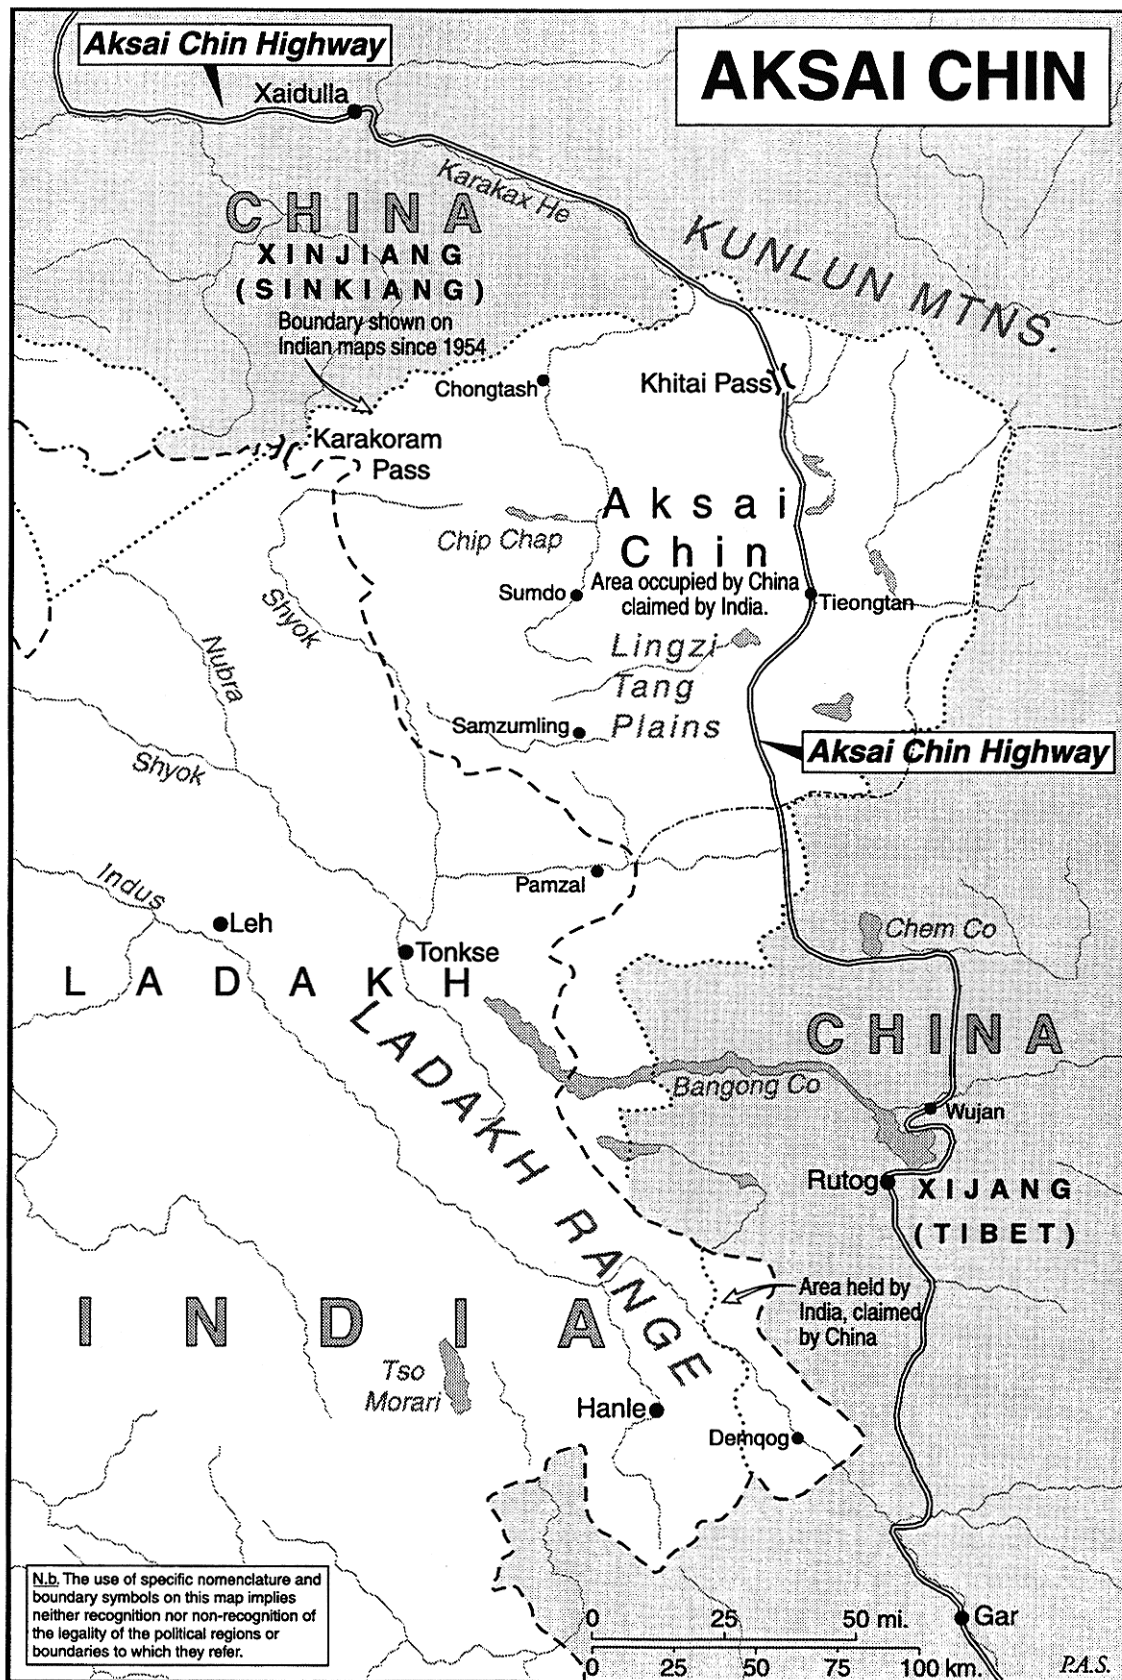 Aksai Chin Highway
AKSAI CHIN
Xaidulla
Karakax He
CHINA
XINJIANG
(SINKIANG)
KUNLUN MTNS.
Boundary shown on
Indian maps since 1954
Chongtash
Khitai Pass
Karakoram
Pass
Aksai
Chin
Area occupied by China
claimed by India.
Chip Chap
Sumdo
Tieongtan
Shyok
Nubra
Lingzi
Tang
Plains
Samzumling
Shyok
Aksai Chin Highway
Indus
Pamzal
Leh
Tonkse
Chem Co
LADAKH
LADAKH RANGE
CHINA
Bangong Co
Wujan
Rutog
XIJANG
(TIBET)
Area held by
India, claimed
by China
INDIA
Tso
Morari
Hanle
Demqog
N.b. The use of specific nomenclature and
boundary symbols on this map implies
neither recognition nor non-recognition of
the legality of the political regions or
boundaries to which they refer.
0 25 50 mi.
0 25 50 75 100 km.
Gar
P.A.S.